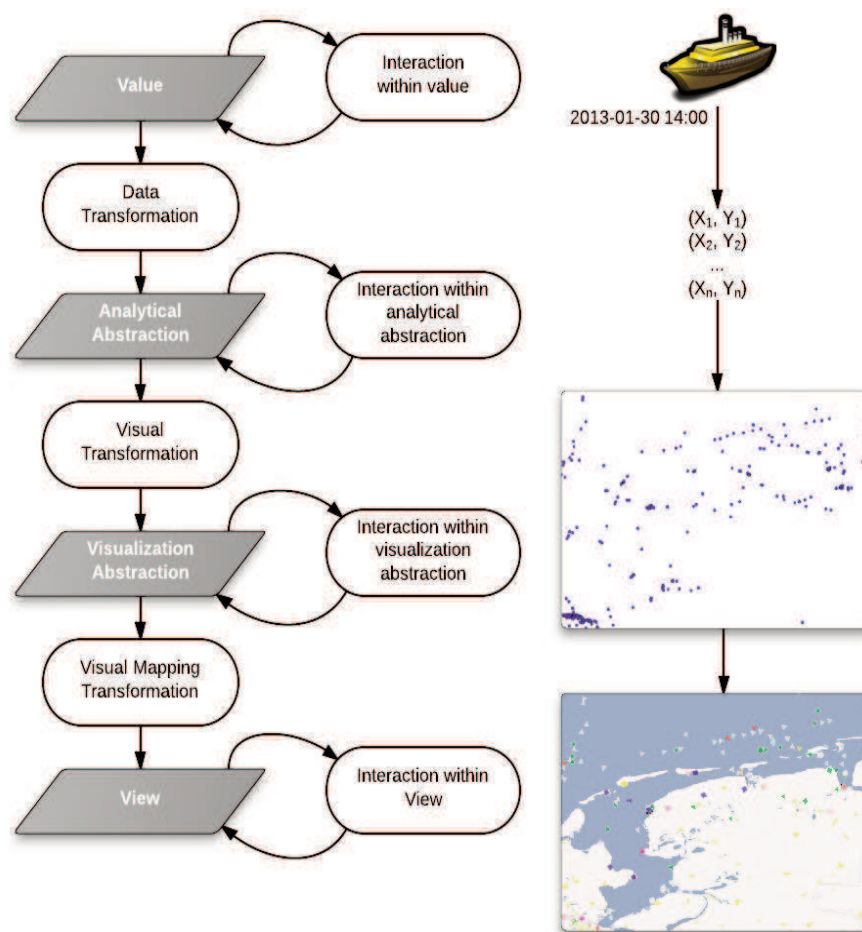 Value
Interaction
within value
Data
Transformation
Analytical
Abstraction
Interaction within
analytical
abstraction
Visual
Transformation
Visualization
Abstraction
Interaction within
visualization
abstraction
Visual Mapping
Transformation
View
Interaction within
View
2013-01-30 14:00
(X₁, Y₁)
(X₂, Y₂)
...
(Xₙ, Yₙ)